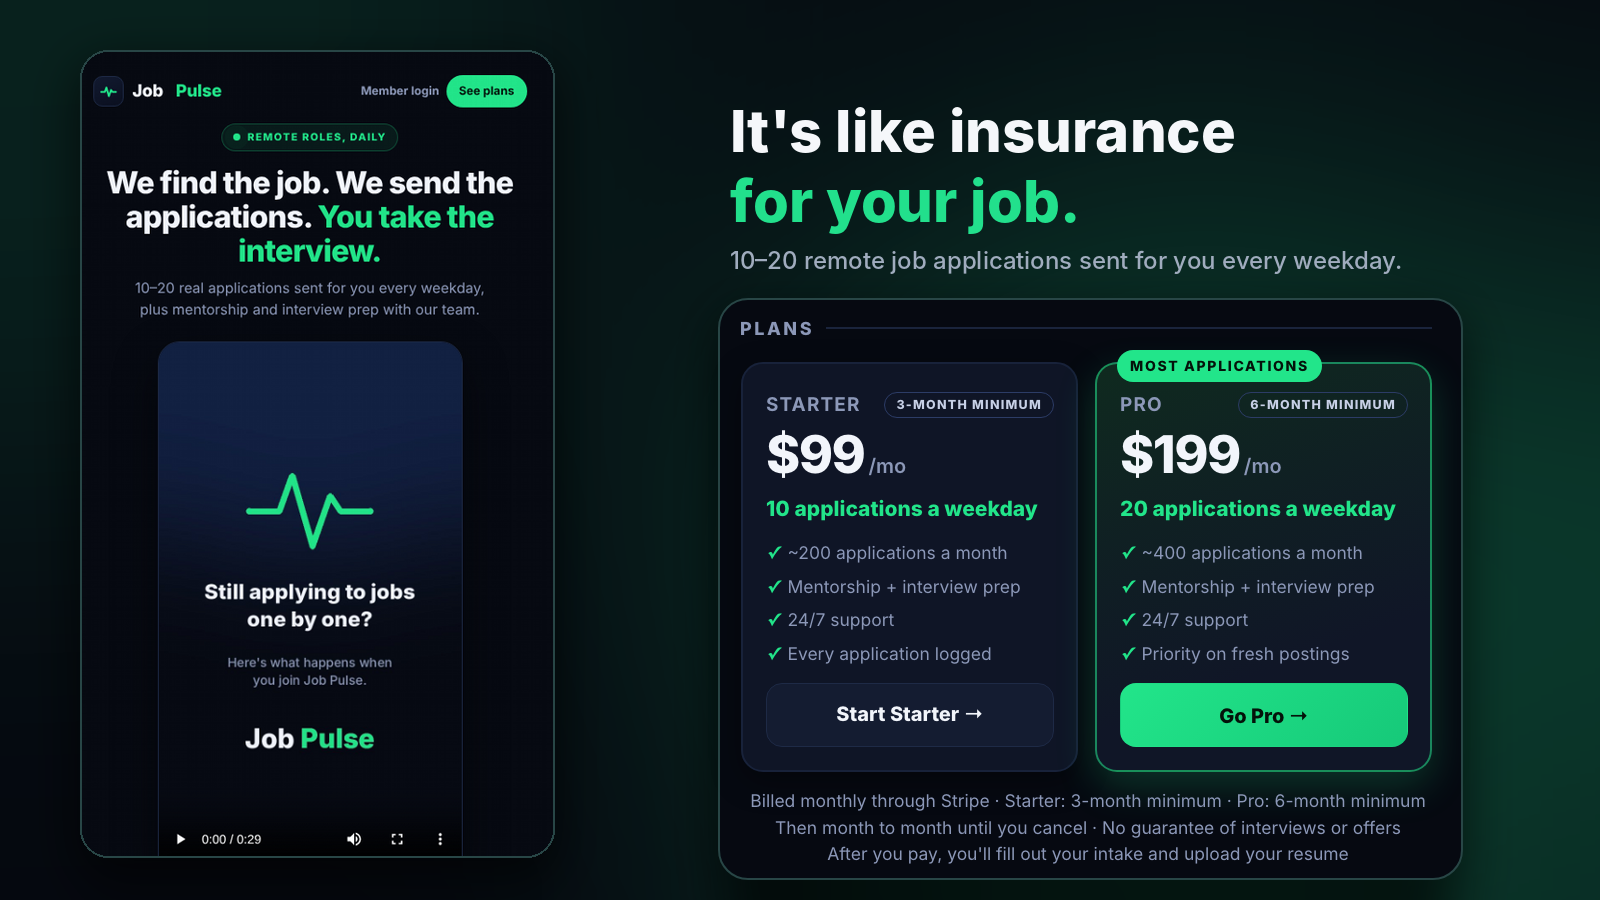 Job Pulse
Member login
See plans
REMOTE ROLES, DAILY
We find the job. We send the
applications. You take the
interview.
10–20 real applications sent for you every weekday,
plus mentorship and interview prep with our team.
Still applying to jobs
one by one?
Here's what happens when
you join Job Pulse.
Job Pulse
0:00 / 0:29
It's like insurance
for your job.
10–20 remote job applications sent for you every weekday.
PLANS
STARTER
3-MONTH MINIMUM
$99 /mo
10 applications a weekday
✓ ~200 applications a month
✓ Mentorship + interview prep
✓ 24/7 support
✓ Every application logged
Start Starter →
MOST APPLICATIONS
PRO
6-MONTH MINIMUM
$199 /mo
20 applications a weekday
✓ ~400 applications a month
✓ Mentorship + interview prep
✓ 24/7 support
✓ Priority on fresh postings
Go Pro →
Billed monthly through Stripe · Starter: 3-month minimum · Pro: 6-month minimum
Then month to month until you cancel · No guarantee of interviews or offers
After you pay, you'll fill out your intake and upload your resume